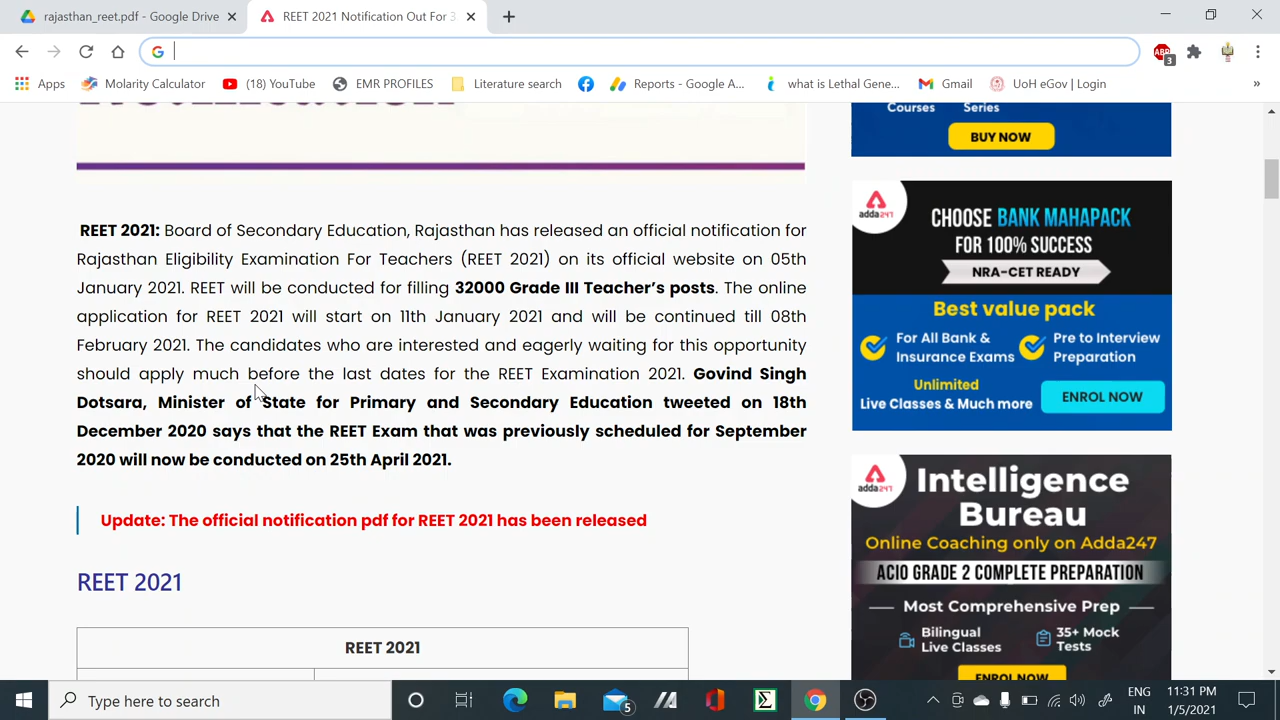 rajasthan_reet.pdf - Google Drive
REET 2021 Notification Out For 3
ABP
3
Apps
Molarity Calculator
(18) YouTube
EMR PROFILES
Literature search
Reports - Google A...
what is Lethal Gene...
Gmail
UoH eGov | Login
»
Courses Series
BUY NOW
REET 2021: Board of Secondary Education, Rajasthan has released an official notification for
Rajasthan Eligibility Examination For Teachers (REET 2021) on its official website on 05th
January 2021. REET will be conducted for filling 32000 Grade III Teacher's posts. The online
application for REET 2021 will start on 11th January 2021 and will be continued till 08th
February 2021. The candidates who are interested and eagerly waiting for this opportunity
should apply much before the last dates for the REET Examination 2021. Govind Singh
Dotsara, Minister of State for Primary and Secondary Education tweeted on 18th
December 2020 says that the REET Exam that was previously scheduled for September
2020 will now be conducted on 25th April 2021.
Update: The official notification pdf for REET 2021 has been released
REET 2021
REET 2021
adda247
CHOOSE BANK MAHAPACK
FOR 100% SUCCESS
NRA-CET READY
Best value pack
For All Bank &
Insurance Exams
Pre to Interview
Preparation
Unlimited
Live Classes & Much more
ENROL NOW
adda247
Intelligence
Bureau
Online Coaching only on Adda247
ACIO GRADE 2 COMPLETE PREPARATION
Most Comprehensive Prep
Bilingual
Live Classes
35+ Mock
Tests
ENROL NOW
Type here to search
5
ENG
IN
11:31 PM
1/5/2021